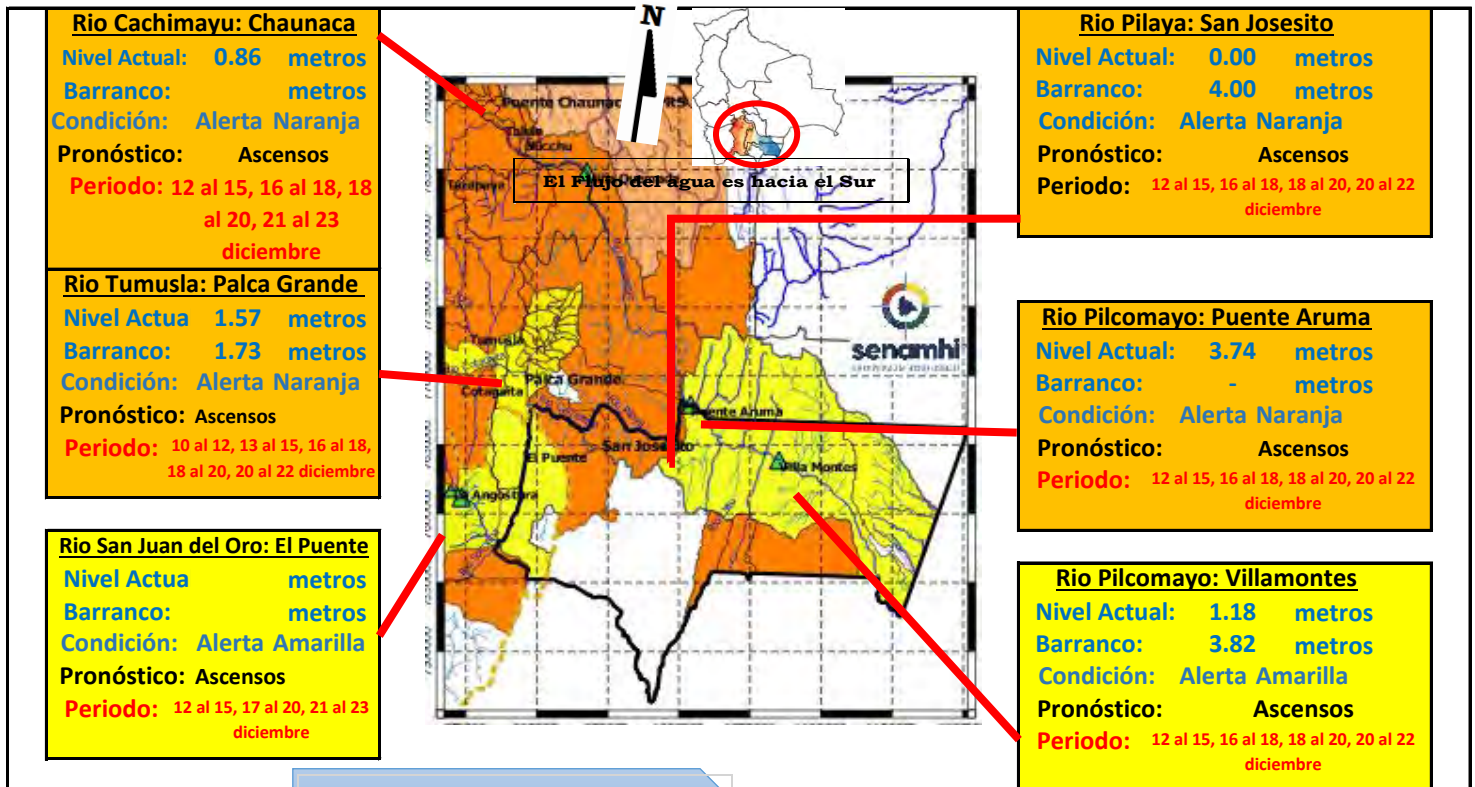 Rio Cachimayu: Chaunaca
Nivel Actual: 0.86 metros
Barranco: metros
Condición: Alerta Naranja
Pronóstico: Ascensos
Periodo: 12 al 15, 16 al 18, 18
al 20, 21 al 23
diciembre
Rio Tumusla: Palca Grande
Nivel Actua 1.57 metros
Barranco: 1.73 metros
Condición: Alerta Naranja
Pronóstico: Ascensos
Periodo: 10 al 12, 13 al 15, 16 al 18,
18 al 20, 20 al 22 diciembre
Rio San Juan del Oro: El Puente
Nivel Actua metros
Barranco: metros
Condición: Alerta Amarilla
Pronóstico: Ascensos
Periodo: 12 al 15, 17 al 20, 21 al 23
diciembre
N
Puente Chaunac
El Flujo del agua es hacia el Sur
senamhi
Tumusla
Palca Grande
Cotagaita
El Puente
San Josesito
Puente Aruma
Villa Montes
Angostura
Rio Pilaya: San Josesito
Nivel Actual: 0.00 metros
Barranco: 4.00 metros
Condición: Alerta Naranja
Pronóstico: Ascensos
Periodo: 12 al 15, 16 al 18, 18 al 20, 20 al 22
diciembre
Rio Pilcomayo: Puente Aruma
Nivel Actual: 3.74 metros
Barranco: - metros
Condición: Alerta Naranja
Pronóstico: Ascensos
Periodo: 12 al 15, 16 al 18, 18 al 20, 20 al 22
diciembre
Rio Pilcomayo: Villamontes
Nivel Actual: 1.18 metros
Barranco: 3.82 metros
Condición: Alerta Amarilla
Pronóstico: Ascensos
Periodo: 12 al 15, 16 al 18, 18 al 20, 20 al 22
diciembre